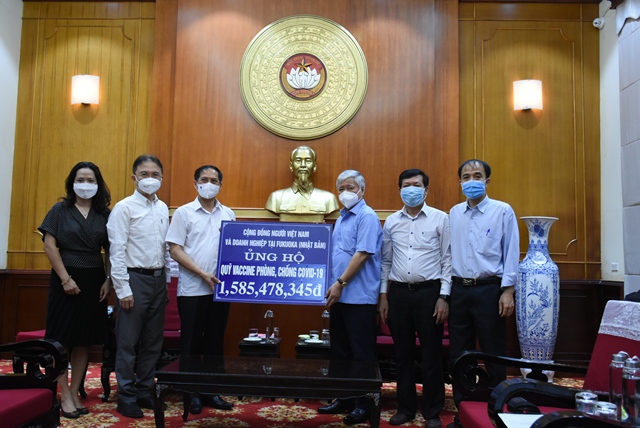 CỘNG ĐỒNG NGƯỜI VIỆT NAM
VÀ DOANH NGHIỆP TẠI FUKUOKA (NHẬT BẢN)
ỦNG HỘ
QUỸ VACCINE PHÒNG, CHỐNG COVID-19
1,585,478,345đ